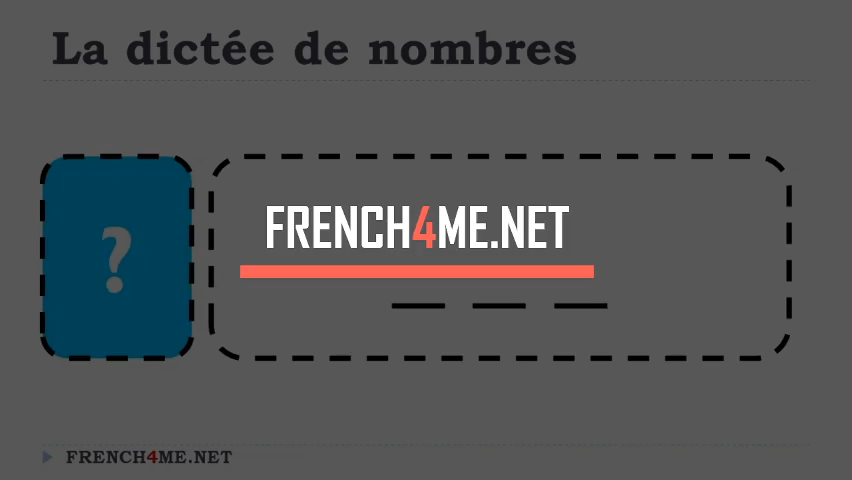 La dictée de nombres
?
FRENCH4ME.NET
FRENCH4ME.NET